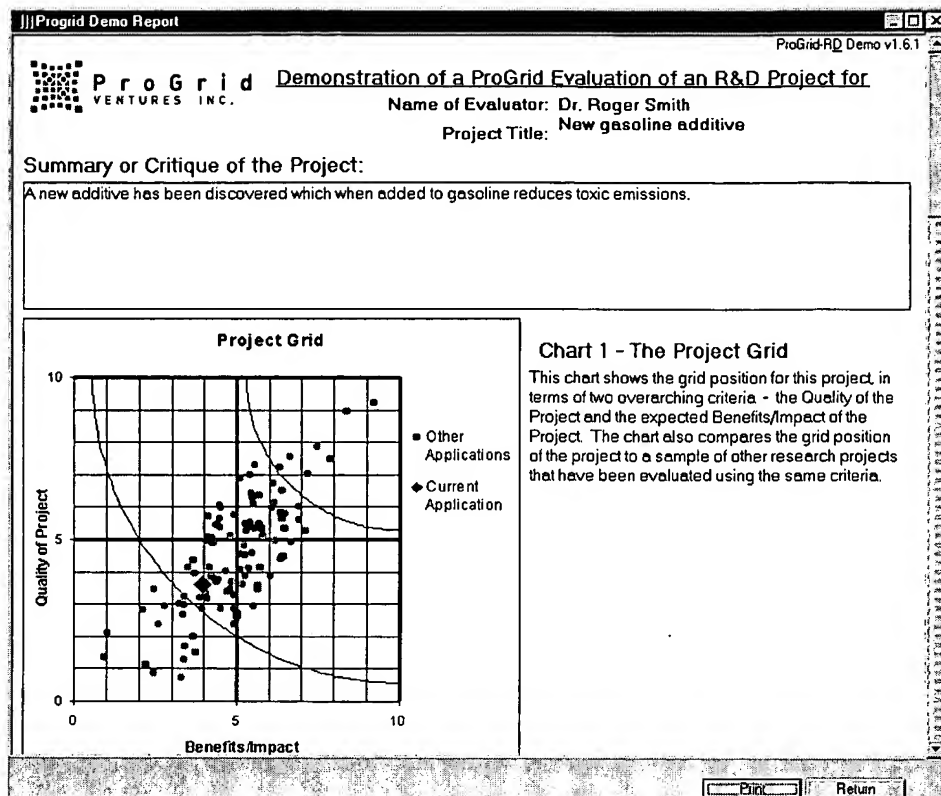 |||Progrid Demo Report
ProGrid-RD Demo v1.6.1
ProGrid
VENTURES INC.
Demonstration of a ProGrid Evaluation of an R&D Project for
Name of Evaluator: Dr. Roger Smith
Project Title: New gasoline additive
Summary or Critique of the Project:
A new additive has been discovered which when added to gasoline reduces toxic emissions.
Project Grid
10
5
0
Quality of Project
0
5
10
Benefits/Impact
Other
Applications
Current
Application
Chart 1 - The Project Grid
This chart shows the grid position for this project, in
terms of two overarching criteria - the Quality of the
Project and the expected Benefits/Impact of the
Project. The chart also compares the grid position
of the project to a sample of other research projects
that have been evaluated using the same criteria.
Print
Return